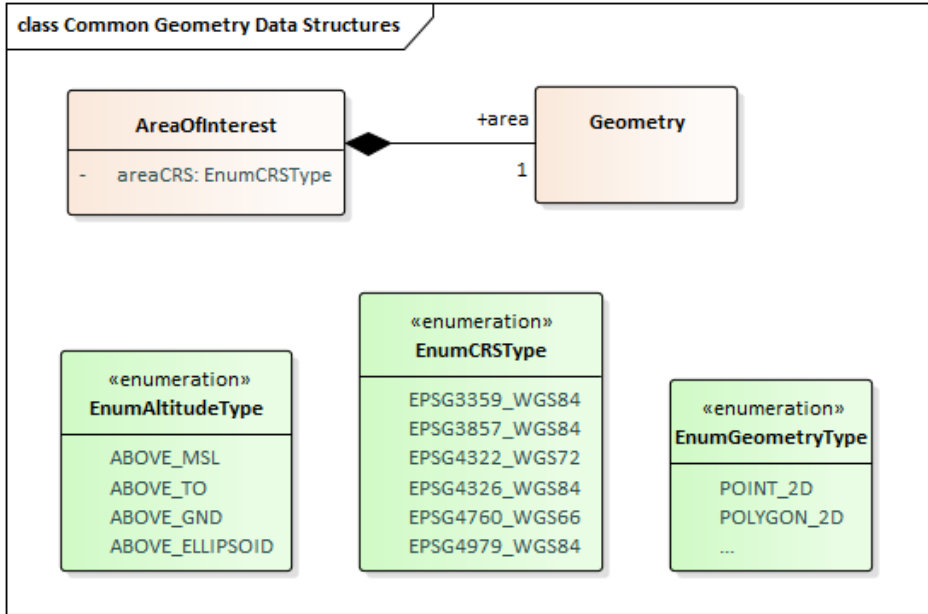 class Common Geometry Data Structures
AreaOfInterest
- areaCRS: EnumCRSType
+area
1
Geometry
«enumeration»
EnumAltitudeType
ABOVE_MSL
ABOVE_TO
ABOVE_GND
ABOVE_ELLIPSOID
«enumeration»
EnumCRSType
EPSG3359_WGS84
EPSG3857_WGS84
EPSG4322_WGS72
EPSG4326_WGS84
EPSG4760_WGS66
EPSG4979_WGS84
«enumeration»
EnumGeometryType
POINT_2D
POLYGON_2D
...